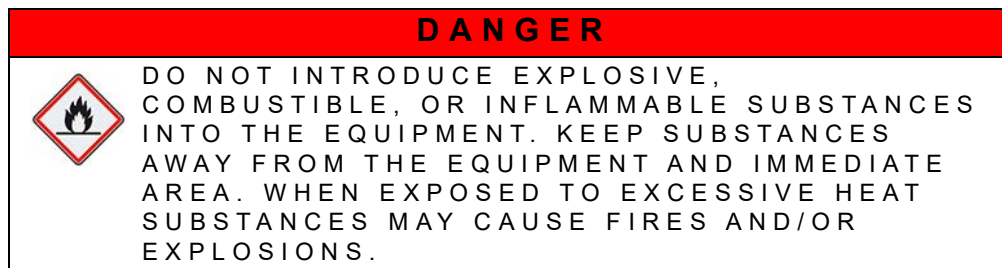 DANGER
DO NOT INTRODUCE EXPLOSIVE,
COMBUSTIBLE, OR INFLAMMABLE SUBSTANCES
INTO THE EQUIPMENT. KEEP SUBSTANCES
AWAY FROM THE EQUIPMENT AND IMMEDIATE
AREA. WHEN EXPOSED TO EXCESSIVE HEAT
SUBSTANCES MAY CAUSE FIRES AND/OR
EXPLOSIONS.